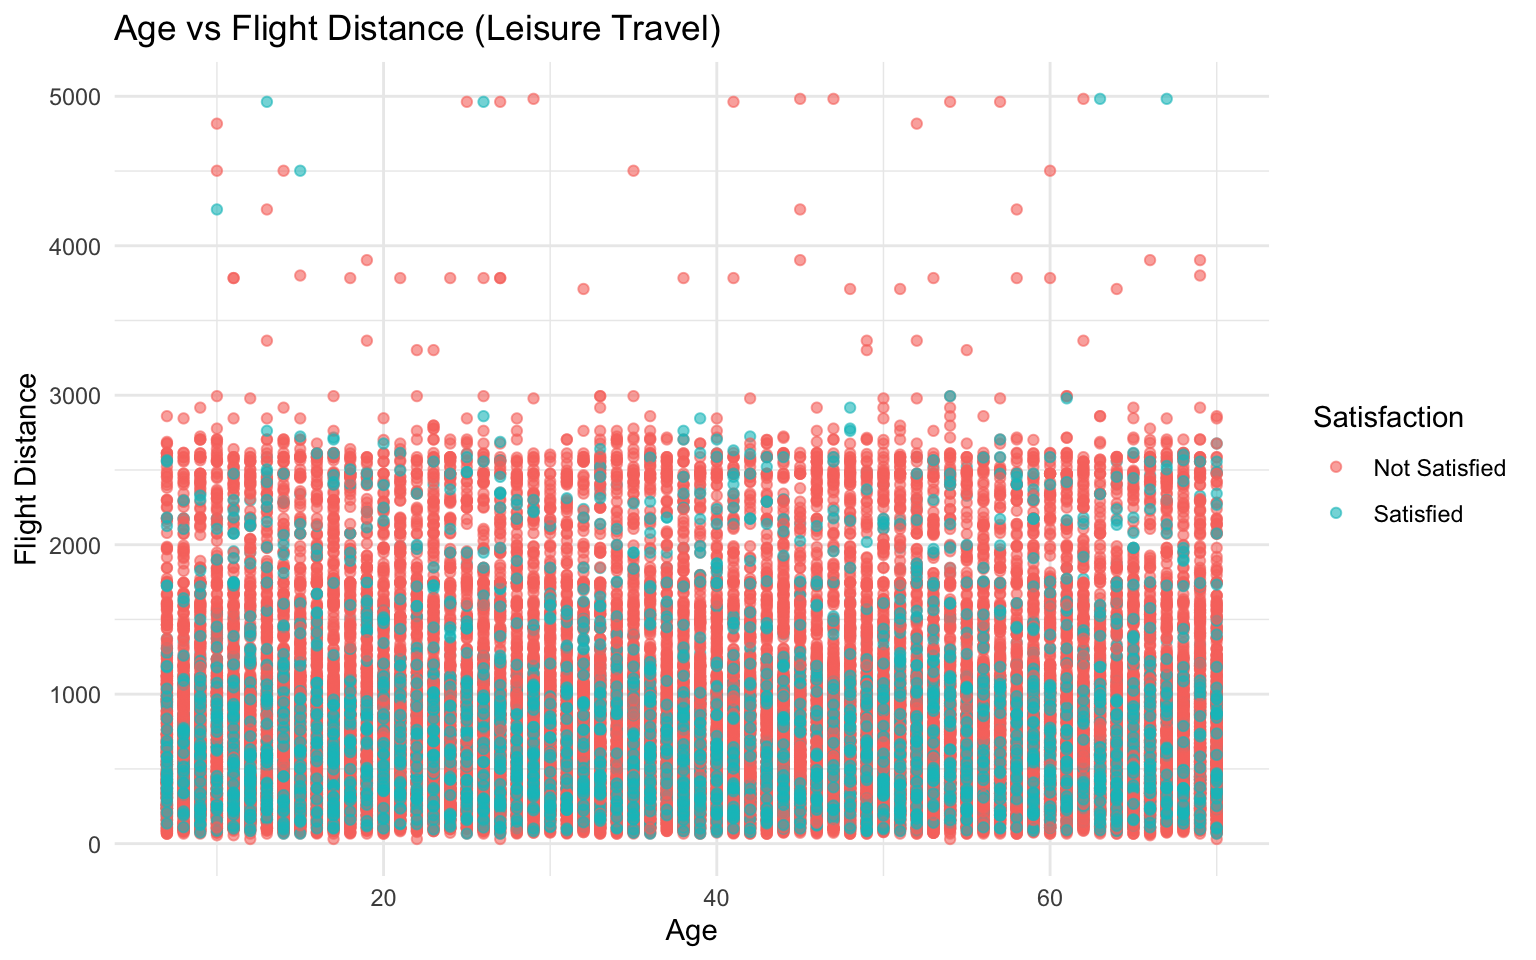 Age vs Flight Distance (Leisure Travel)
5000
4000
3000
2000
1000
0
Flight Distance
20 40 60
Age
Satisfaction
Not Satisfied
Satisfied